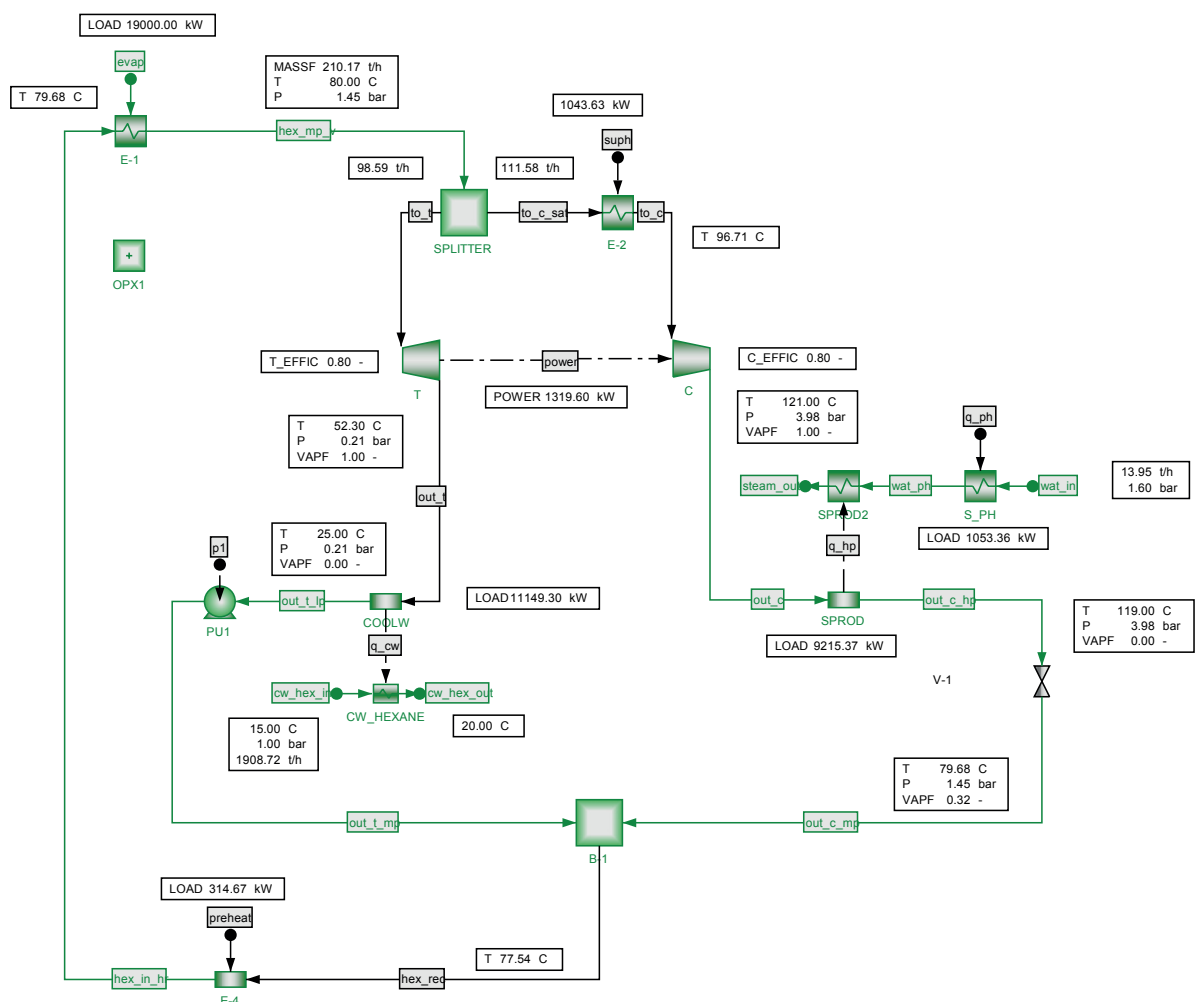 LOAD 19000.00 kW
evap
MASSF 210.17 t/h
T 80.00 C
P 1.45 bar
T 79.68 C
1043.63 kW
suph
hex_mp_v
E-1
98.59 t/h
111.58 t/h
to_t
to_c_sat
to_c
SPLITTER
E-2
T 96.71 C
+
OPX1
T_EFFIC 0.80 -
power
C_EFFIC 0.80 -
T
POWER 1319.60 kW
C
T 121.00 C
P 3.98 bar
VAPF 1.00 -
q_ph
T 52.30 C
P 0.21 bar
VAPF 1.00 -
steam_out
wat_ph
wat_in
13.95 t/h
1.60 bar
out_t
SPROD2
S_PH
LOAD 1053.36 kW
T 25.00 C
P 0.21 bar
VAPF 0.00 -
p1
q_hp
out_t_lp
LOAD 11149.30 kW
out_c
out_c_hp
T 119.00 C
P 3.98 bar
VAPF 0.00 -
PU1
COOLW
SPROD
LOAD 9215.37 kW
q_cw
V-1
cw_hex_in
cw_hex_out
CW_HEXANE
15.00 C
1.00 bar
1908.72 t/h
20.00 C
T 79.68 C
P 1.45 bar
VAPF 0.32 -
out_t_mp
out_c_mp
B-1
LOAD 314.67 kW
preheat
T 77.54 C
hex_in_hr
hex_rec